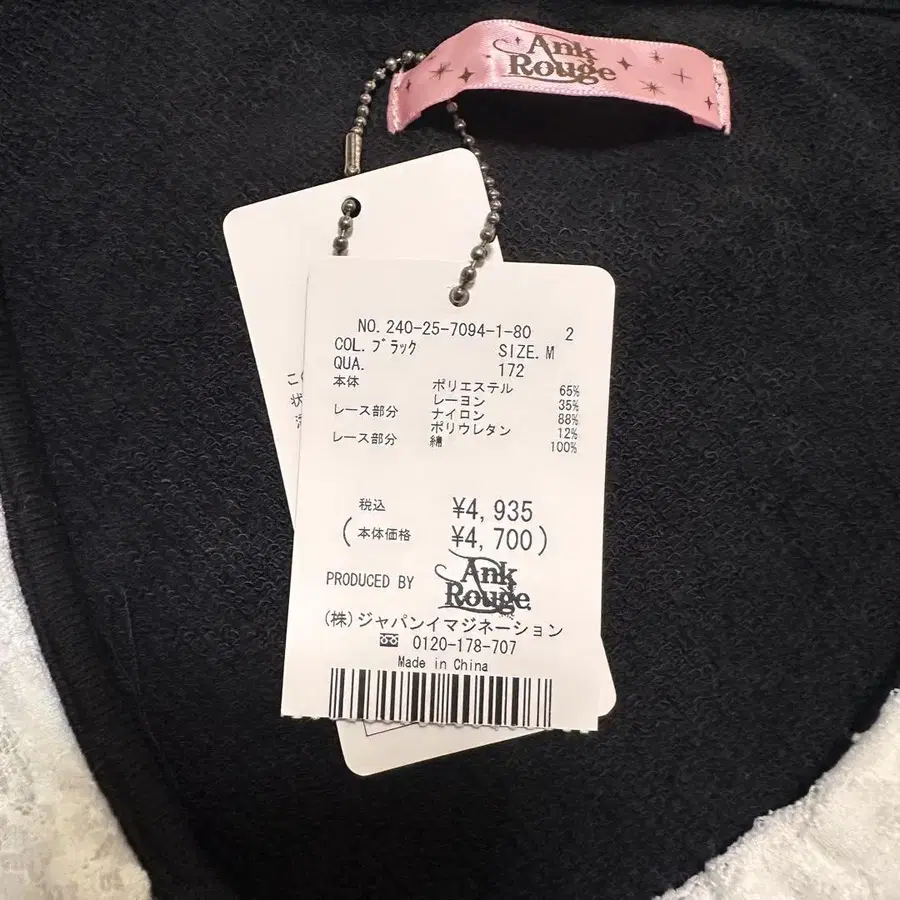 Ank
Rouge
NO. 240-25-7094-1-80 2
COL. ブラック SIZE. M
QUA. 172
本体 ポリエステル 65%
レーヨン 35%
レース部分 ナイロン 88%
ポリウレタン 12%
レース部分 綿 100%
税込 ¥4,935
(本体価格 ¥4,700)
PRODUCED BY Ank Rouge
(株)ジャパンイマジネーション
0120-178-707
Made in China